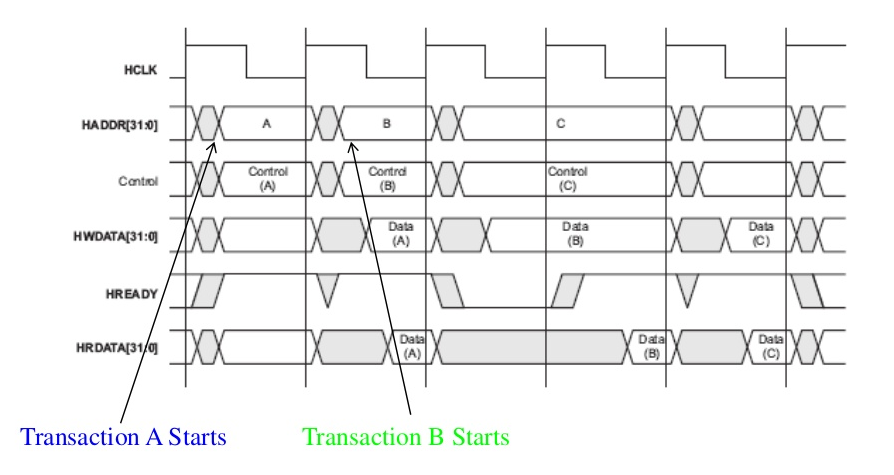 HCLK
HADDR[31:0] A B C
Control Control Control Control
(A) (B) (C)
HWDATA[31:0] Data Data Data
(A) (B) (C)
HREADY
HRDATA[31:0] Data Data Data
(A) (B) (C)
Transaction A Starts Transaction B Starts